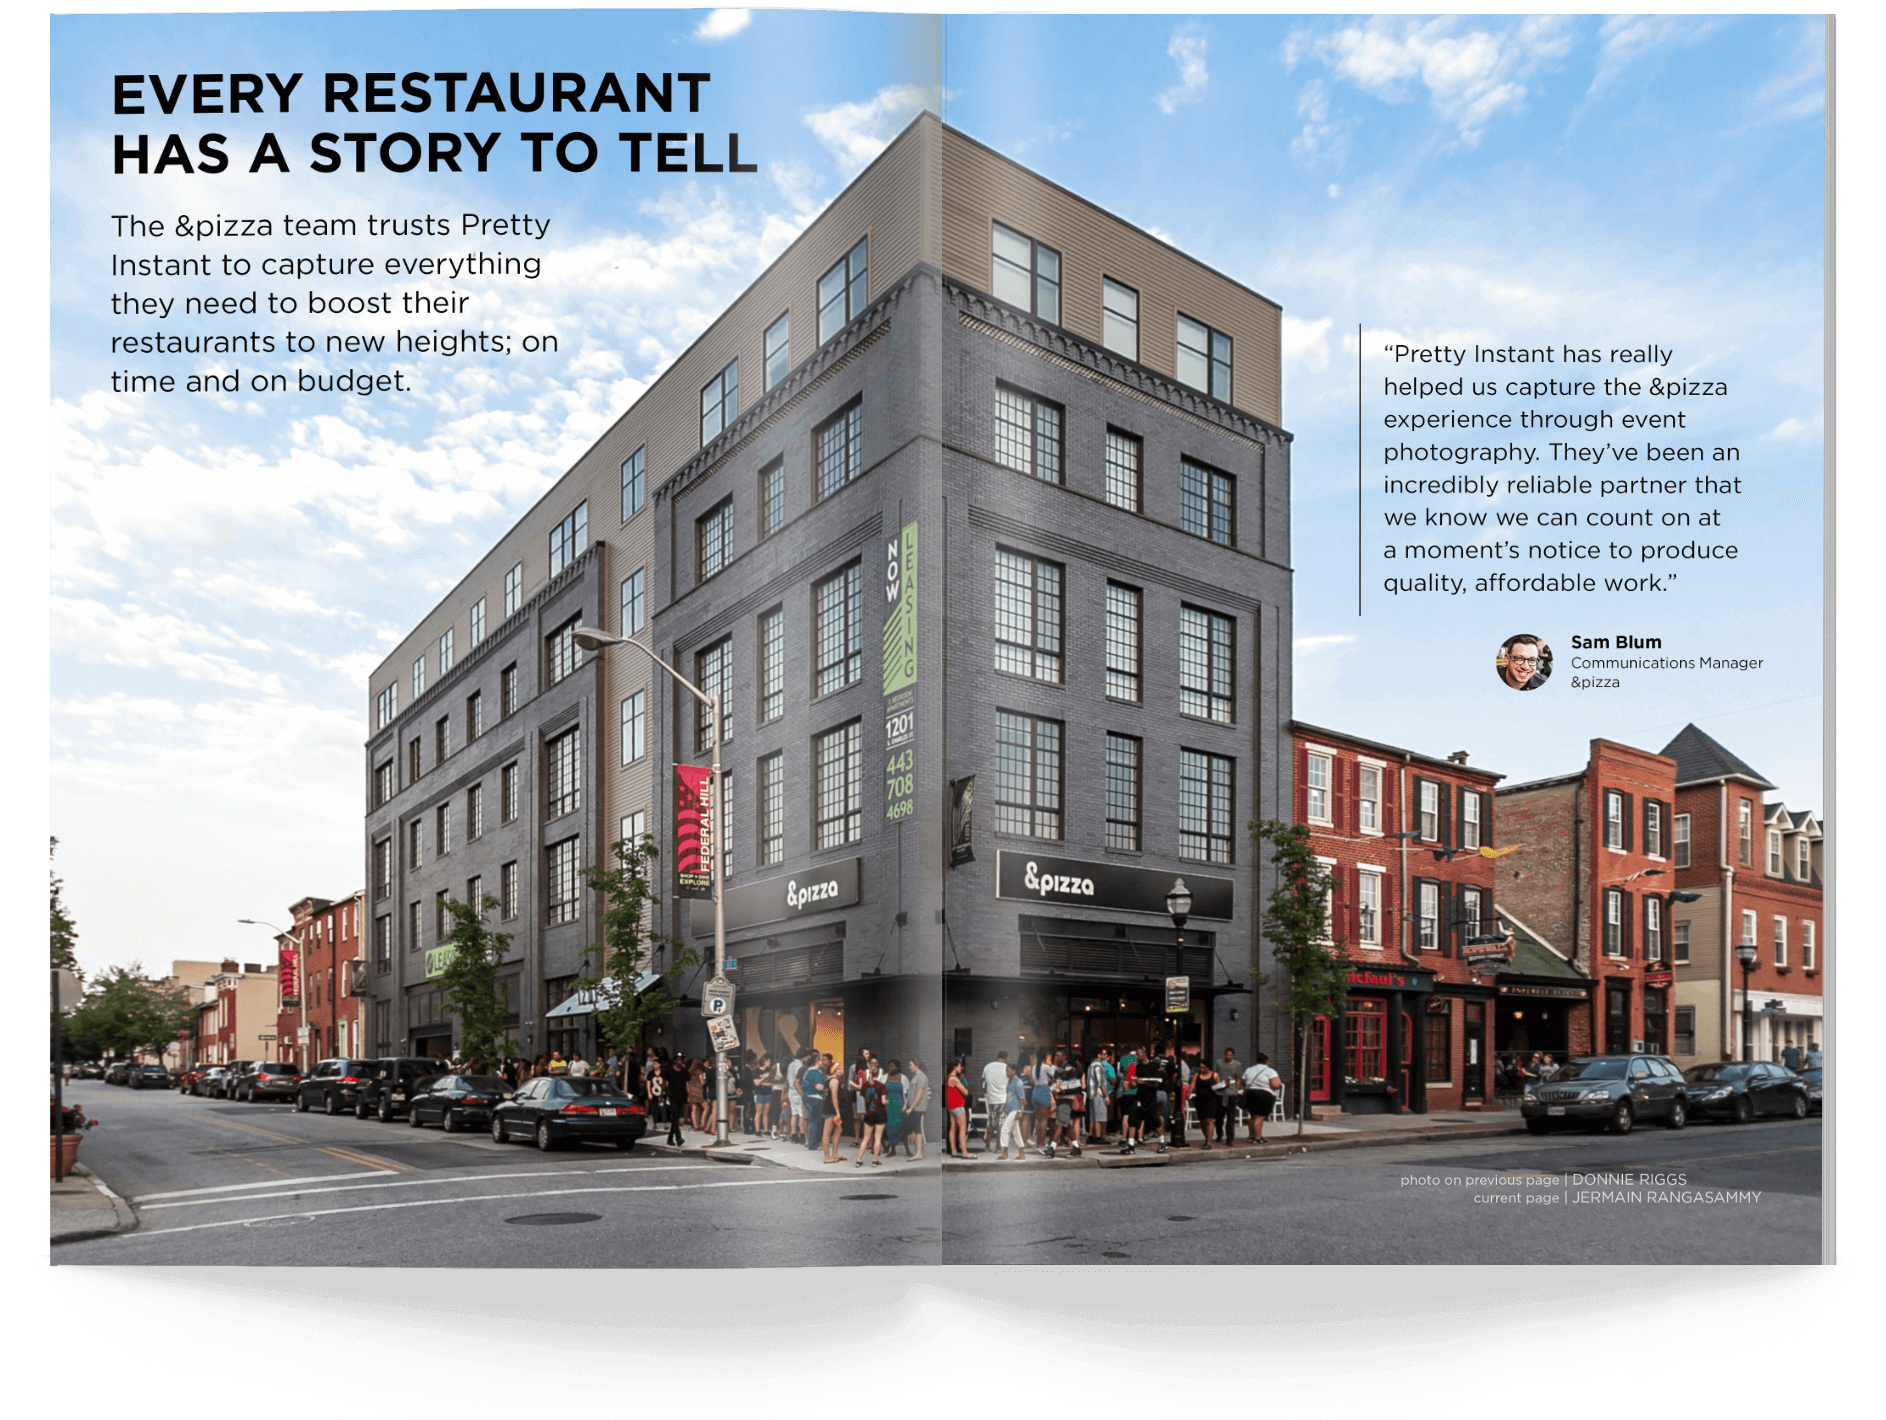 EVERY RESTAURANT
HAS A STORY TO TELL
The &pizza team trusts Pretty
Instant to capture everything
they need to boost their
restaurants to new heights; on
time and on budget.
“Pretty Instant has really
helped us capture the &pizza
experience through event
photography. They’ve been an
incredibly reliable partner that
we know we can count on at
a moment’s notice to produce
quality, affordable work.”
Sam Blum
Communications Manager
&pizza
NOW
LEASING
1201
443
708
4698
FEDERAL HILL
EXPLORE
&pizza
&pizza
P
photo on previous page | DONNIE RIGGS
current page | JERMAIN RANGASAMMY